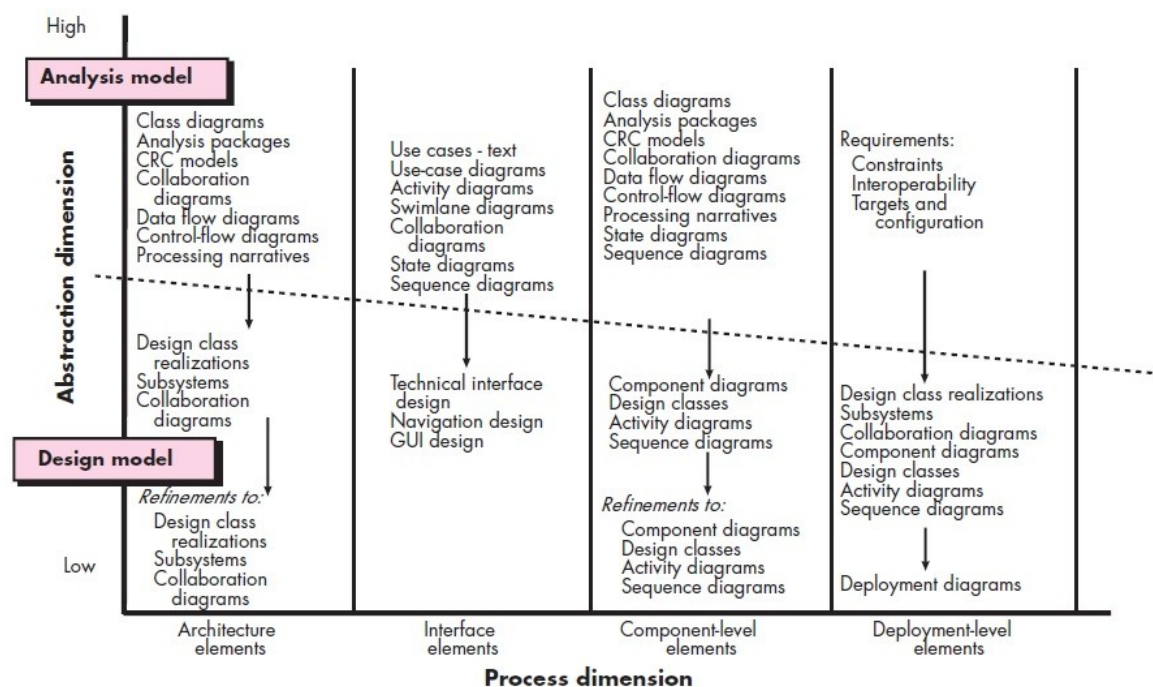 High
Analysis model
Abstraction dimension
Design model
Low
Class diagrams
Analysis packages
CRC models
Collaboration
diagrams
Data flow diagrams
Control-flow diagrams
Processing narratives
Design class
realizations
Subsystems
Collaboration
diagrams
Refinements to:
Design class
realizations
Subsystems
Collaboration
diagrams
Architecture
elements
Use cases - text
Use-case diagrams
Activity diagrams
Swimlane diagrams
Collaboration
diagrams
State diagrams
Sequence diagrams
Technical interface
design
Navigation design
GUI design
Interface
elements
Class diagrams
Analysis packages
CRC models
Collaboration diagrams
Data flow diagrams
Control-flow diagrams
Processing narratives
State diagrams
Sequence diagrams
Component diagrams
Design classes
Activity diagrams
Sequence diagrams
Refinements to:
Component diagrams
Design classes
Activity diagrams
Sequence diagrams
Component-level
elements
Requirements:
Constraints
Interoperability
Targets and
configuration
Design class realizations
Subsystems
Collaboration diagrams
Component diagrams
Design classes
Activity diagrams
Sequence diagrams
Deployment diagrams
Deployment-level
elements
Process dimension